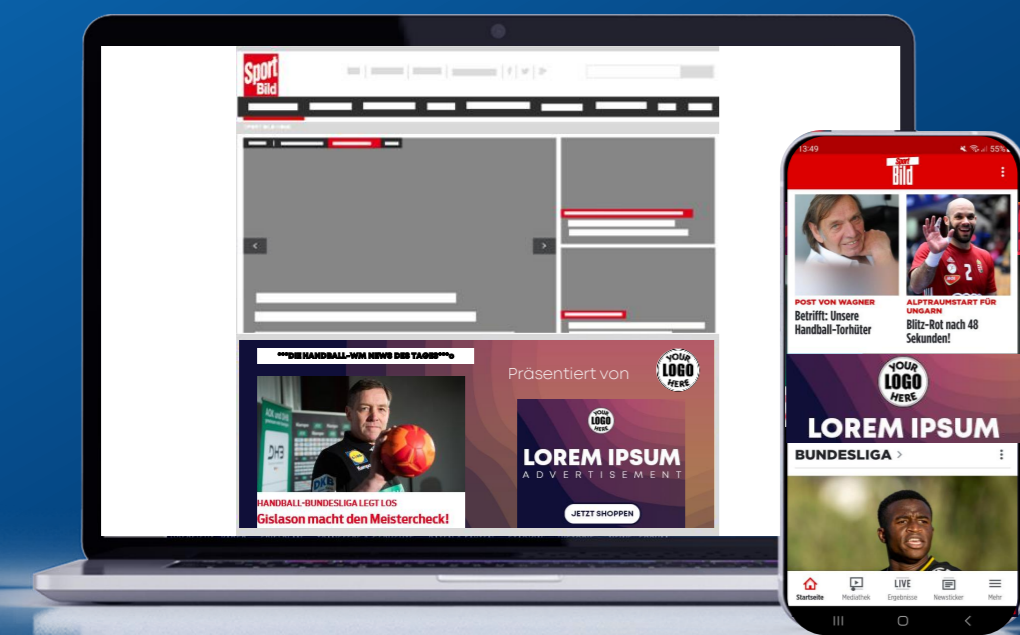 Sport
Bild
***DIE HANDBALL-WM NEWS DES TAGES***
Präsentiert von
YOUR
LOGO
HERE
DHB
DKB
HANDBALL-BUNDESLIGA LEGT LOS
Gislason macht den Meistercheck!
YOUR
LOGO
HERE
LOREM IPSUM
ADVERTISEMENT
JETZT SHOPPEN
13:49
55%
Sport
Bild
2
POST VON WAGNER
Betrifft: Unsere
Handball-Torhüter
ALPTRAUMSTART FÜR
UNGARN
Blitz-Rot nach 48
Sekunden!
YOUR
LOGO
HERE
LOREM IPSUM
BUNDESLIGA >
Startseite
Mediathek
LIVE
Ergebnisse
Newsticker
Mehr